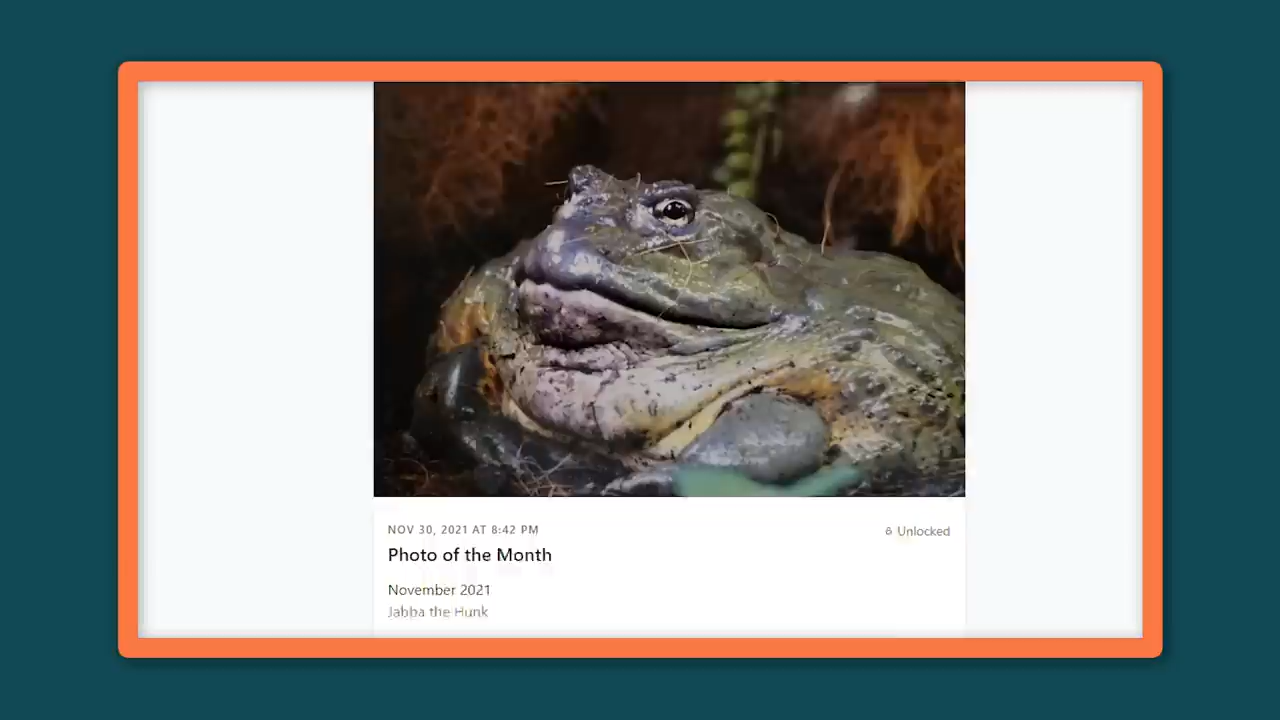 NOV 30, 2021 AT 8:42 PM
Unlocked
Photo of the Month
November 2021
Jabba the Hunk